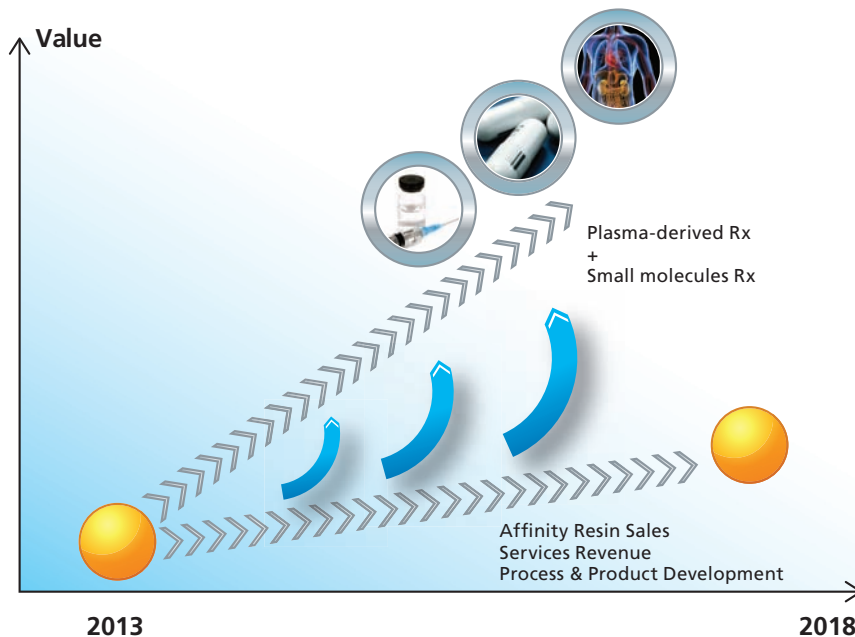 Value
Plasma-derived Rx
+
Small molecules Rx
Affinity Resin Sales
Services Revenue
Process & Product Development
2013
2018